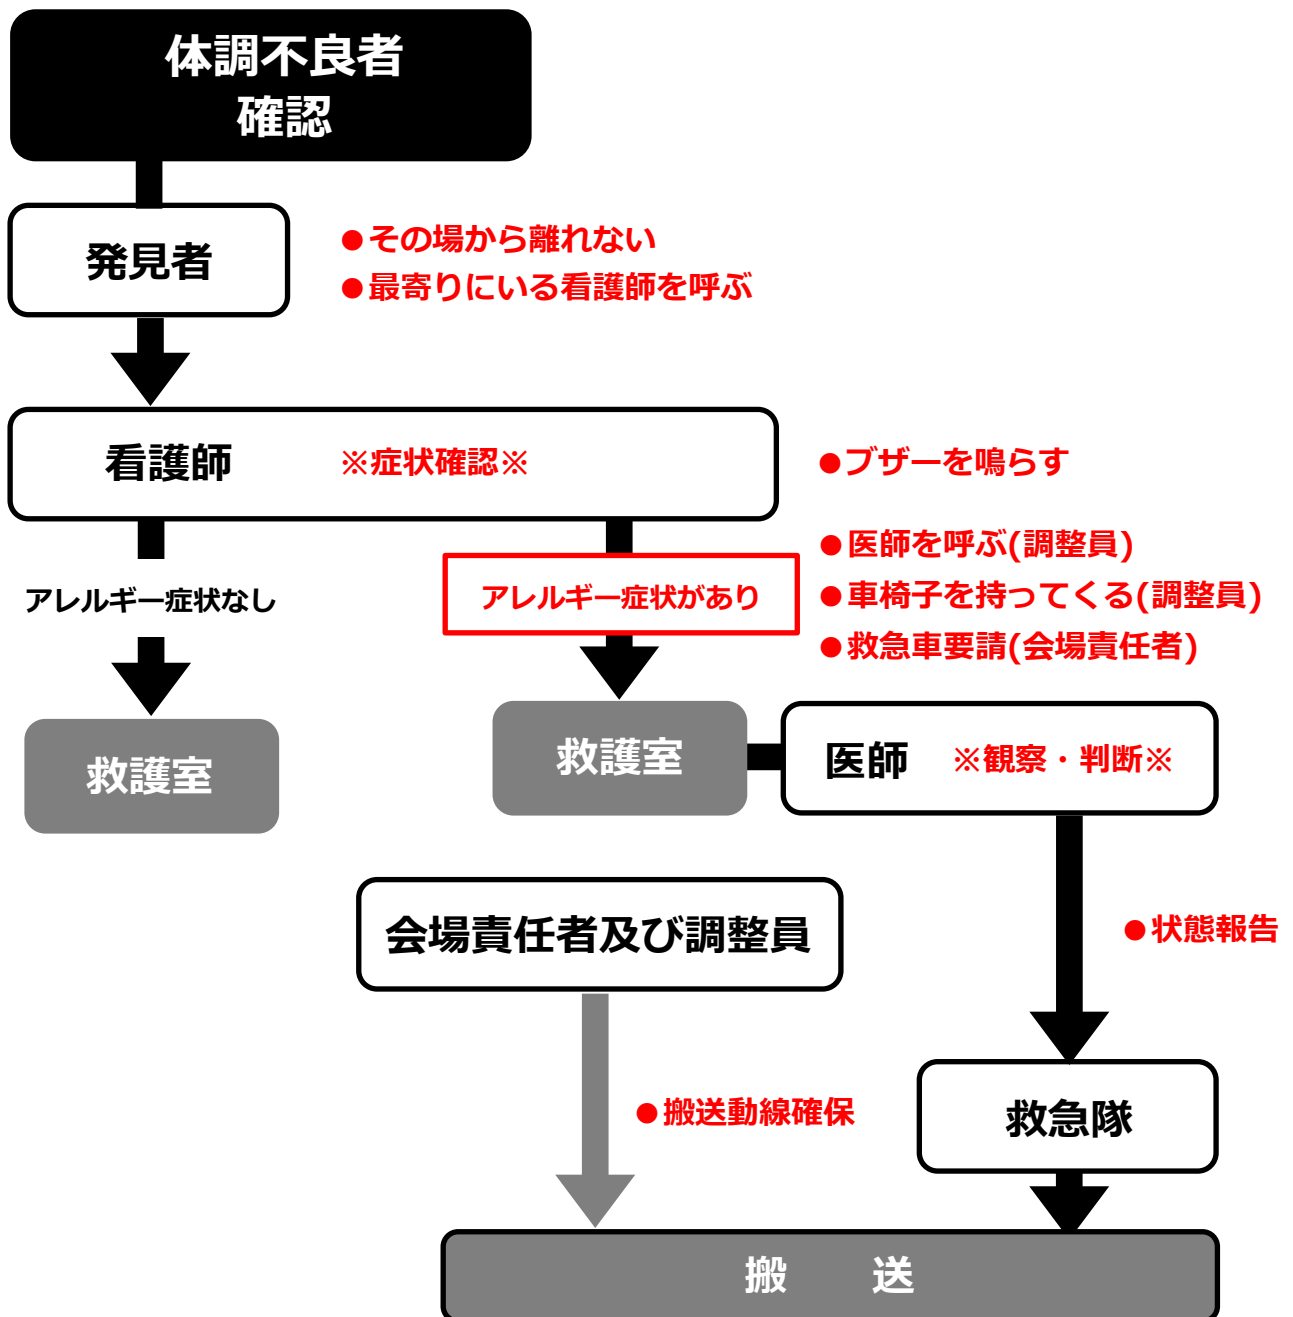 体調不良者
確認
発見者
●その場から離れない
●最寄りにいる看護師を呼ぶ
看護師 ※症状確認※
●ブザーを鳴らす
●医師を呼ぶ(調整員)
●車椅子を持ってくる(調整員)
●救急車要請(会場責任者)
アレルギー症状なし
アレルギー症状があり
救護室
救護室
医師 ※観察・判断※
会場責任者及び調整員
●状態報告
●搬送動線確保
救急隊
搬 送